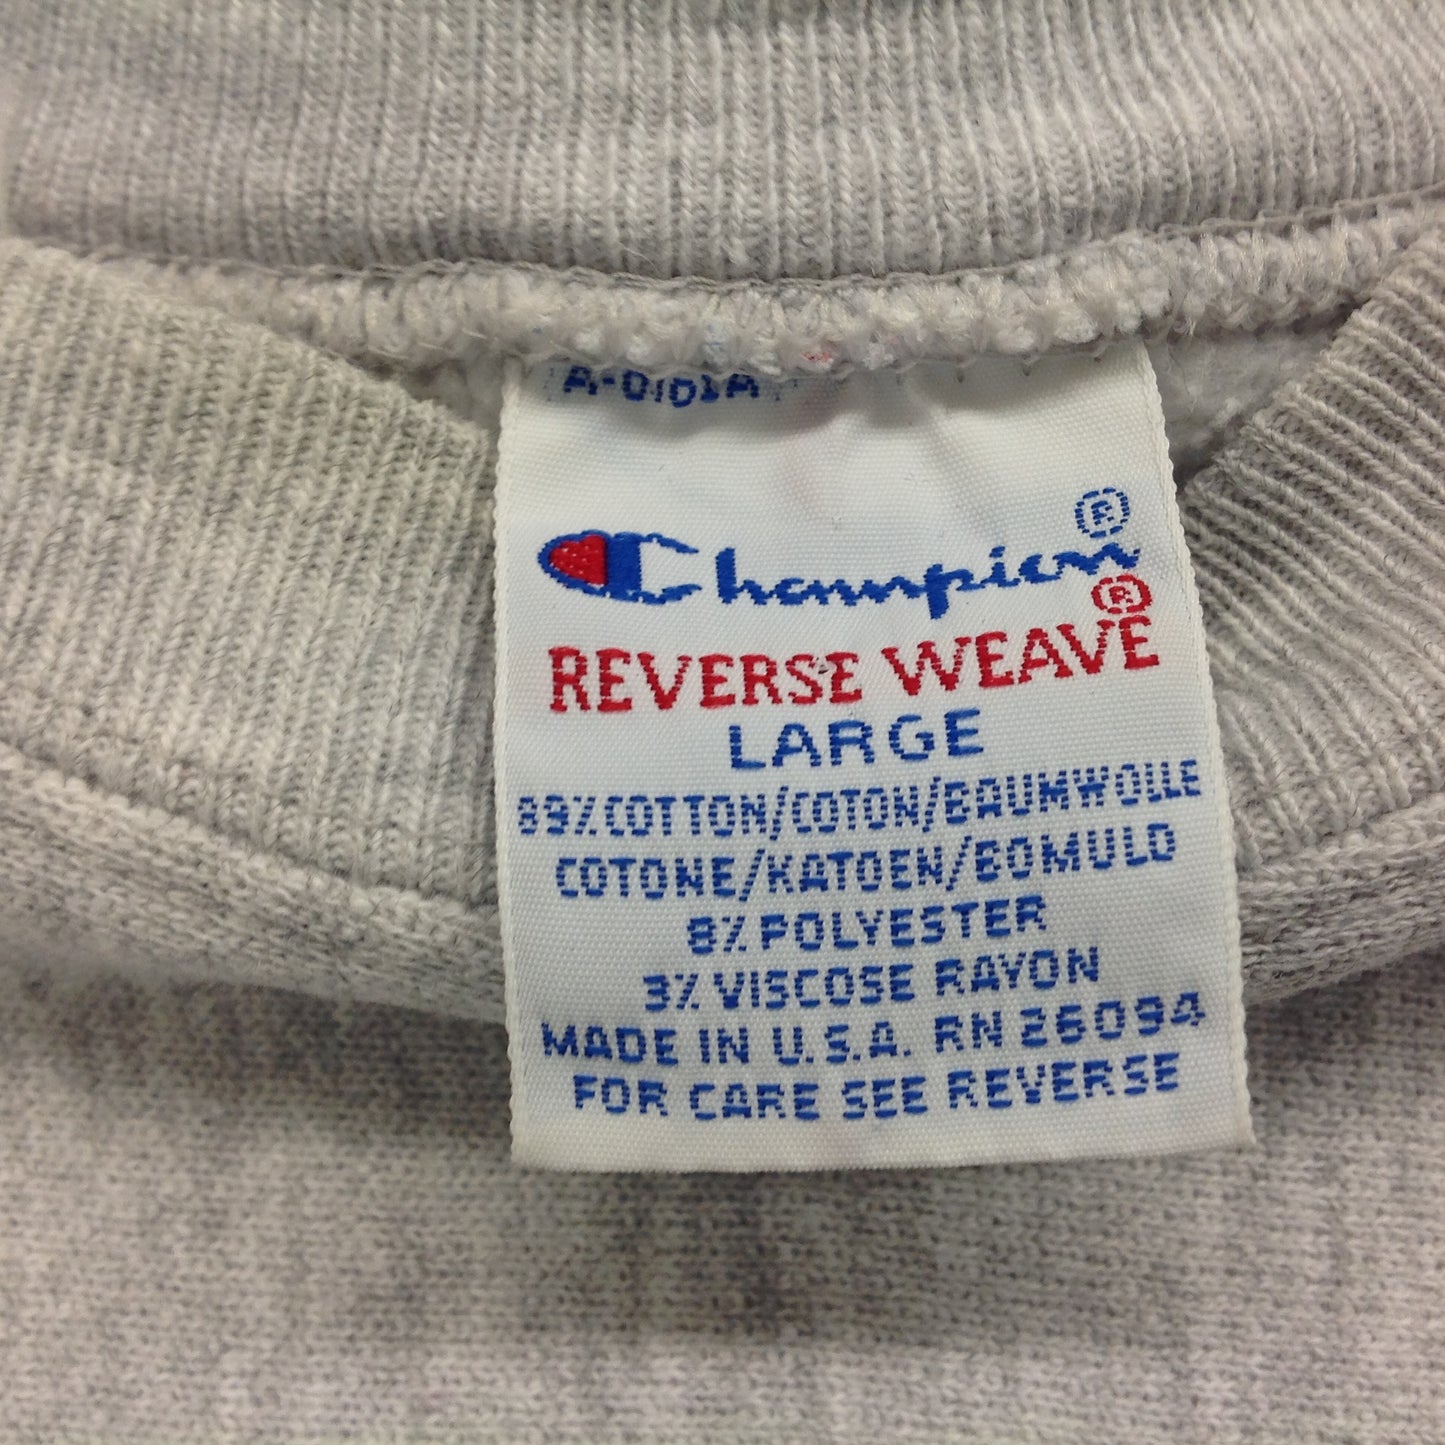 Champion®
REVERSE WEAVE®
LARGE
89% COTTON/COTON/BAUMWOLLE
COTONE/KATOEN/BOMULD
8% POLYESTER
3% VISCOSE RAYON
MADE IN U.S.A. RN 26094
FOR CARE SEE REVERSE